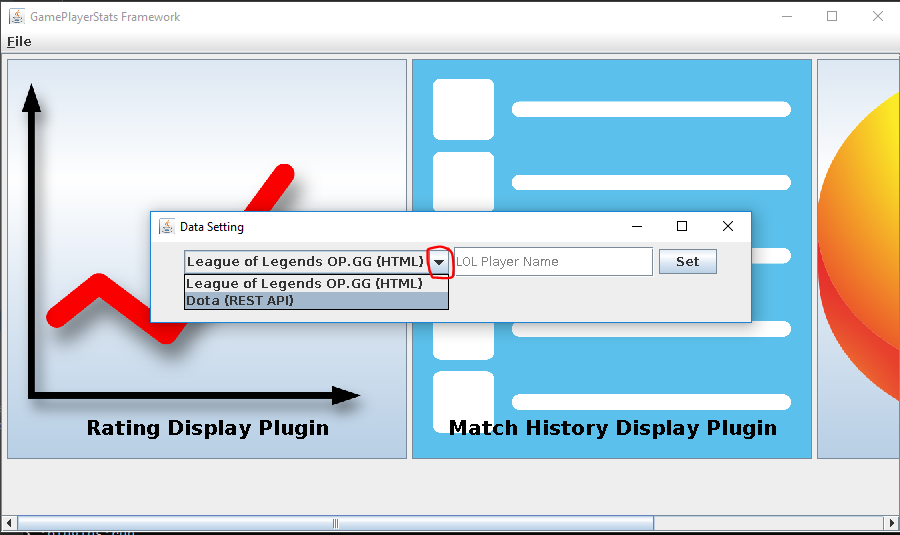 GamePlayerStats Framework
File
Data Setting
League of Legends OP.GG (HTML)
LOL Player Name
Set
League of Legends OP.GG (HTML)
Dota (REST API)
Rating Display Plugin
Match History Display Plugin